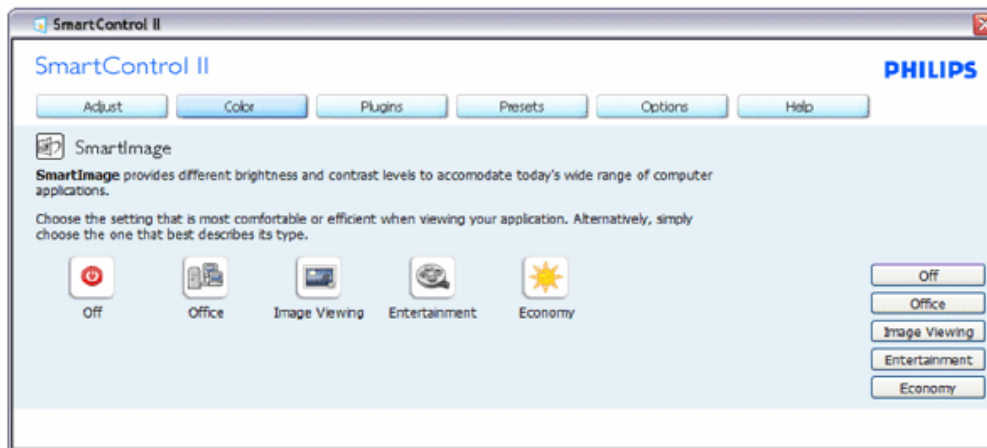 SmartControl II
SmartControl II
PHILIPS
Adjust Color Plugins Presets Options Help
SmartImage
SmartImage provides different brightness and contrast levels to accomodate today's wide range of computer
applications.
Choose the setting that is most comfortable or efficient when viewing your application. Alternatively, simply
choose the one that best describes its type.
Off Office Image Viewing Entertainment Economy
Off
Office
Image Viewing
Entertainment
Economy